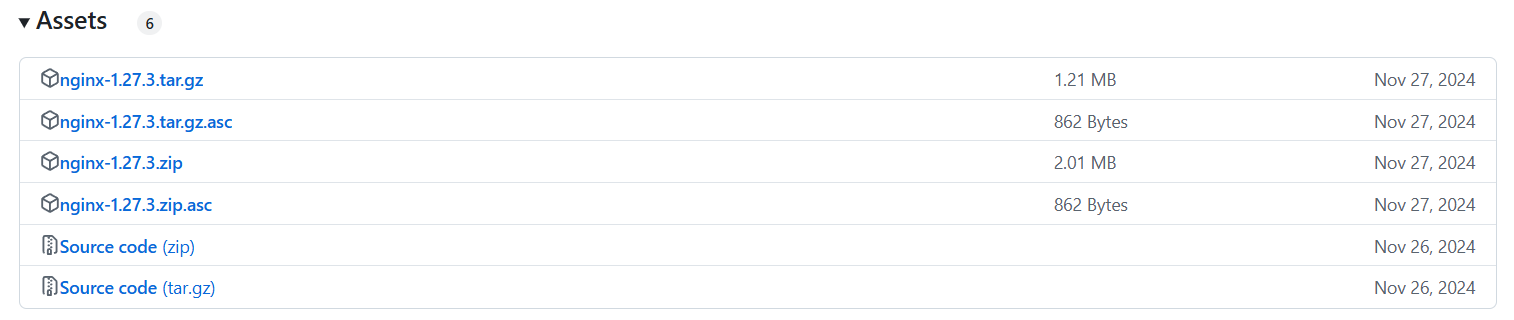 Assets 6
nginx-1.27.3.tar.gz 1.21 MB Nov 27, 2024
nginx-1.27.3.tar.gz.asc 862 Bytes Nov 27, 2024
nginx-1.27.3.zip 2.01 MB Nov 27, 2024
nginx-1.27.3.zip.asc 862 Bytes Nov 27, 2024
Source code (zip) Nov 26, 2024
Source code (tar.gz) Nov 26, 2024